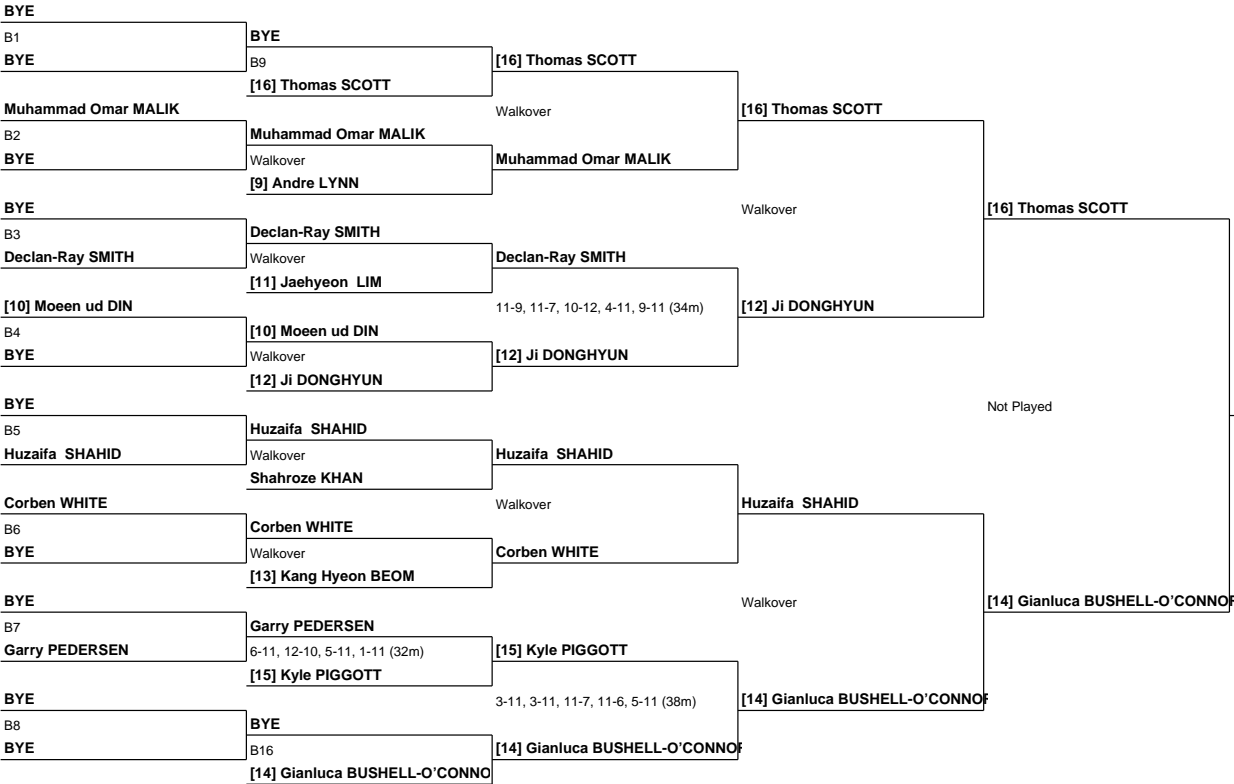 BYE
B1
BYE
Muhammad Omar MALIK
B2
BYE
BYE
B3
Declan-Ray SMITH
[10] Moeen ud DIN
B4
BYE
BYE
B5
Huzaifa SHAHID
Corben WHITE
B6
BYE
BYE
B7
Garry PEDERSEN
BYE
B8
BYE
BYE
B9
[16] Thomas SCOTT
Muhammad Omar MALIK
Walkover
[9] Andre LYNN
Declan-Ray SMITH
Walkover
[11] Jaehyeon LIM
[10] Moeen ud DIN
Walkover
[12] Ji DONGHYUN
Huzaifa SHAHID
Walkover
Shahroze KHAN
Corben WHITE
Walkover
[13] Kang Hyeon BEOM
Garry PEDERSEN
6-11, 12-10, 5-11, 1-11 (32m)
[15] Kyle PIGGOTT
BYE
B16
[14] Gianluca BUSHELL-O'CONNO
[16] Thomas SCOTT
Walkover
Muhammad Omar MALIK
Declan-Ray SMITH
11-9, 11-7, 10-12, 4-11, 9-11 (34m)
[12] Ji DONGHYUN
Huzaifa SHAHID
Walkover
Corben WHITE
[15] Kyle PIGGOTT
3-11, 3-11, 11-7, 11-6, 5-11 (38m)
[14] Gianluca BUSHELL-O'CONNOR
[16] Thomas SCOTT
Walkover
[12] Ji DONGHYUN
Huzaifa SHAHID
Walkover
[14] Gianluca BUSHELL-O'CONNOR
[16] Thomas SCOTT
Not Played
[14] Gianluca BUSHELL-O'CONNOR